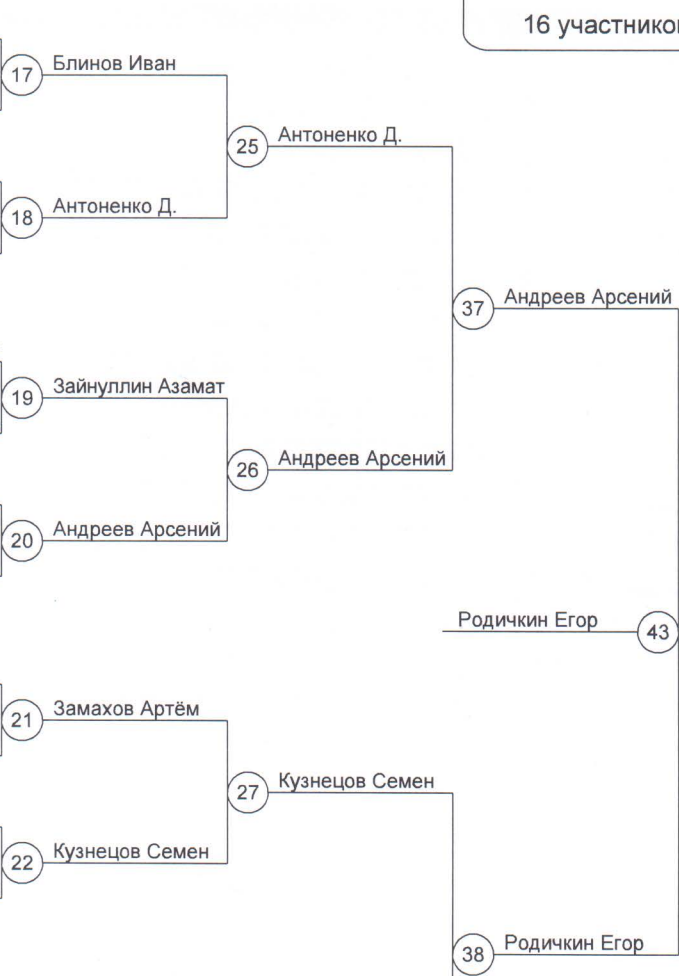 16 участников
17 Блинов Иван
25 Антоненко Д.
18 Антоненко Д.
37 Андреев Арсений
19 Зайнуллин Азамат
26 Андреев Арсений
20 Андреев Арсений
Родичкин Егор 43
21 Замахов Артём
27 Кузнецов Семен
22 Кузнецов Семен
38 Родичкин Егор